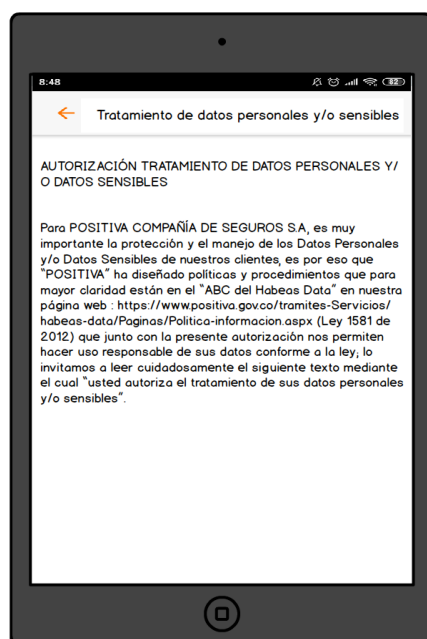 8:48
62
Tratamiento de datos personales y/o sensibles
AUTORIZACIÓN TRATAMIENTO DE DATOS PERSONALES Y/
O DATOS SENSIBLES
Para POSITIVA COMPAÑÍA DE SEGUROS S.A, es muy
importante la protección y el manejo de los Datos Personales
y/o Datos Sensibles de nuestros clientes, es por eso que
"POSITIVA" ha diseñado políticas y procedimientos que para
mayor claridad están en el "ABC del Habeas Data" en nuestra
página web : https://www.positiva.gov.co/tramites-Servicios/
habeas-data/Paginas/Politica-informacion.aspx (Ley 1581 de
2012) que junto con la presente autorización nos permiten
hacer uso responsable de sus datos conforme a la ley; lo
invitamos a leer cuidadosamente el siguiente texto mediante
el cual "usted autoriza el tratamiento de sus datos personales
y/o sensibles".